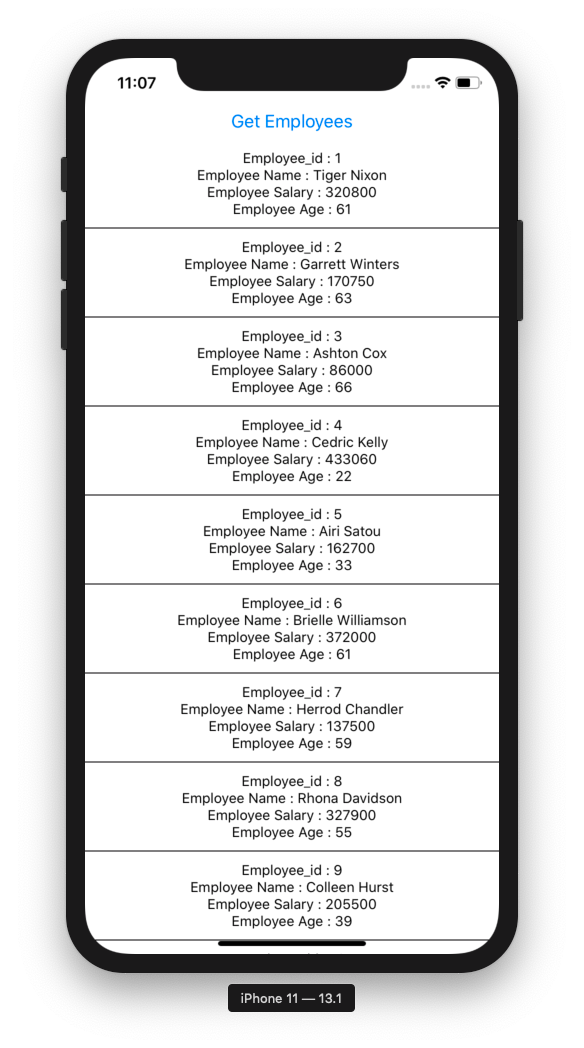 11:07
Get Employees
Employee_id : 1
Employee Name : Tiger Nixon
Employee Salary : 320800
Employee Age : 61
Employee_id : 2
Employee Name : Garrett Winters
Employee Salary : 170750
Employee Age : 63
Employee_id : 3
Employee Name : Ashton Cox
Employee Salary : 86000
Employee Age : 66
Employee_id : 4
Employee Name : Cedric Kelly
Employee Salary : 433060
Employee Age : 22
Employee_id : 5
Employee Name : Airi Satou
Employee Salary : 162700
Employee Age : 33
Employee_id : 6
Employee Name : Brielle Williamson
Employee Salary : 372000
Employee Age : 61
Employee_id : 7
Employee Name : Herrod Chandler
Employee Salary : 137500
Employee Age : 59
Employee_id : 8
Employee Name : Rhona Davidson
Employee Salary : 327900
Employee Age : 55
Employee_id : 9
Employee Name : Colleen Hurst
Employee Salary : 205500
Employee Age : 39
iPhone 11 — 13.1